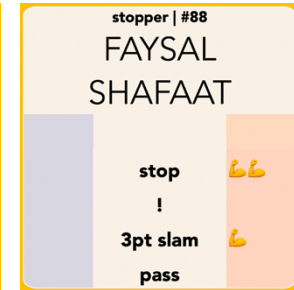 stopper | #88
FAYSAL
SHAFAAT
stop 💪💪
!
3pt slam 💪
pass